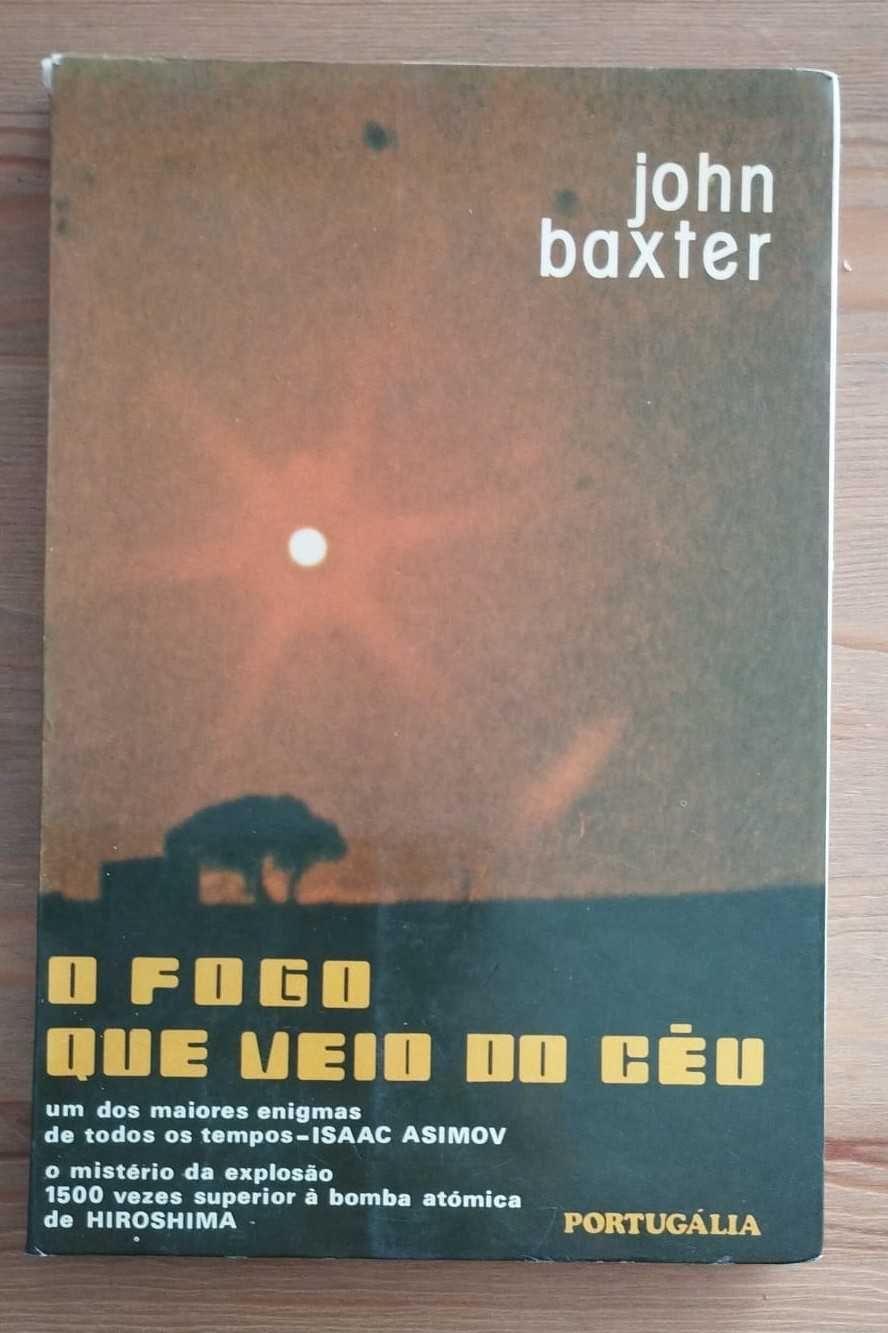 john
baxter
O FOGO
QUE VEIO DO CÉU
um dos maiores enigmas
de todos os tempos-ISAAC ASIMOV
o mistério da explosão
1500 vezes superior à bomba atómica
de HIROSHIMA
PORTUGÁLIA